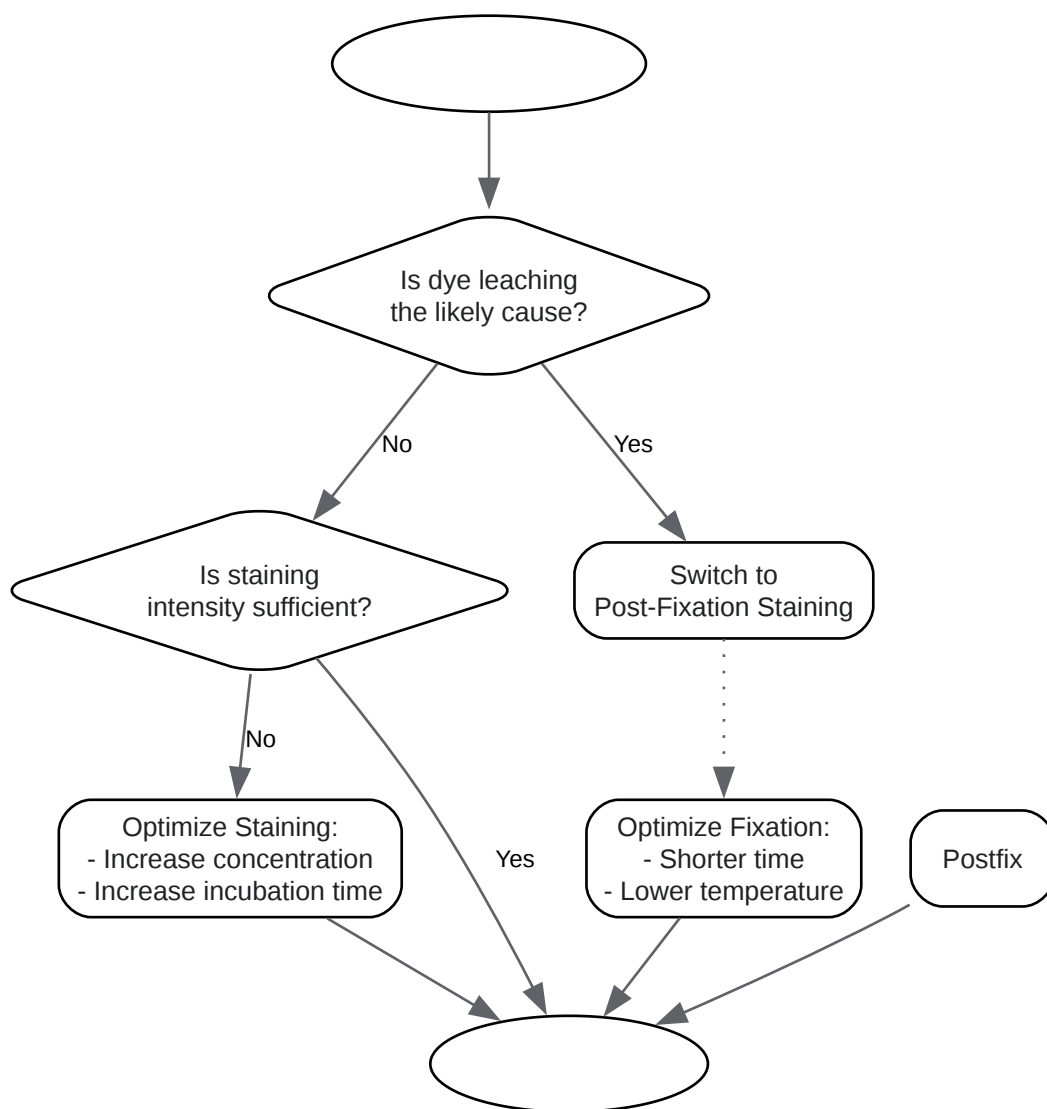 Is dye leaching
the likely cause?
No
Yes
Is staining
intensity sufficient?
Switch to
Post-Fixation Staining
No
Optimize Staining:
- Increase concentration
- Increase incubation time
Yes
Optimize Fixation:
- Shorter time
- Lower temperature
Postfix